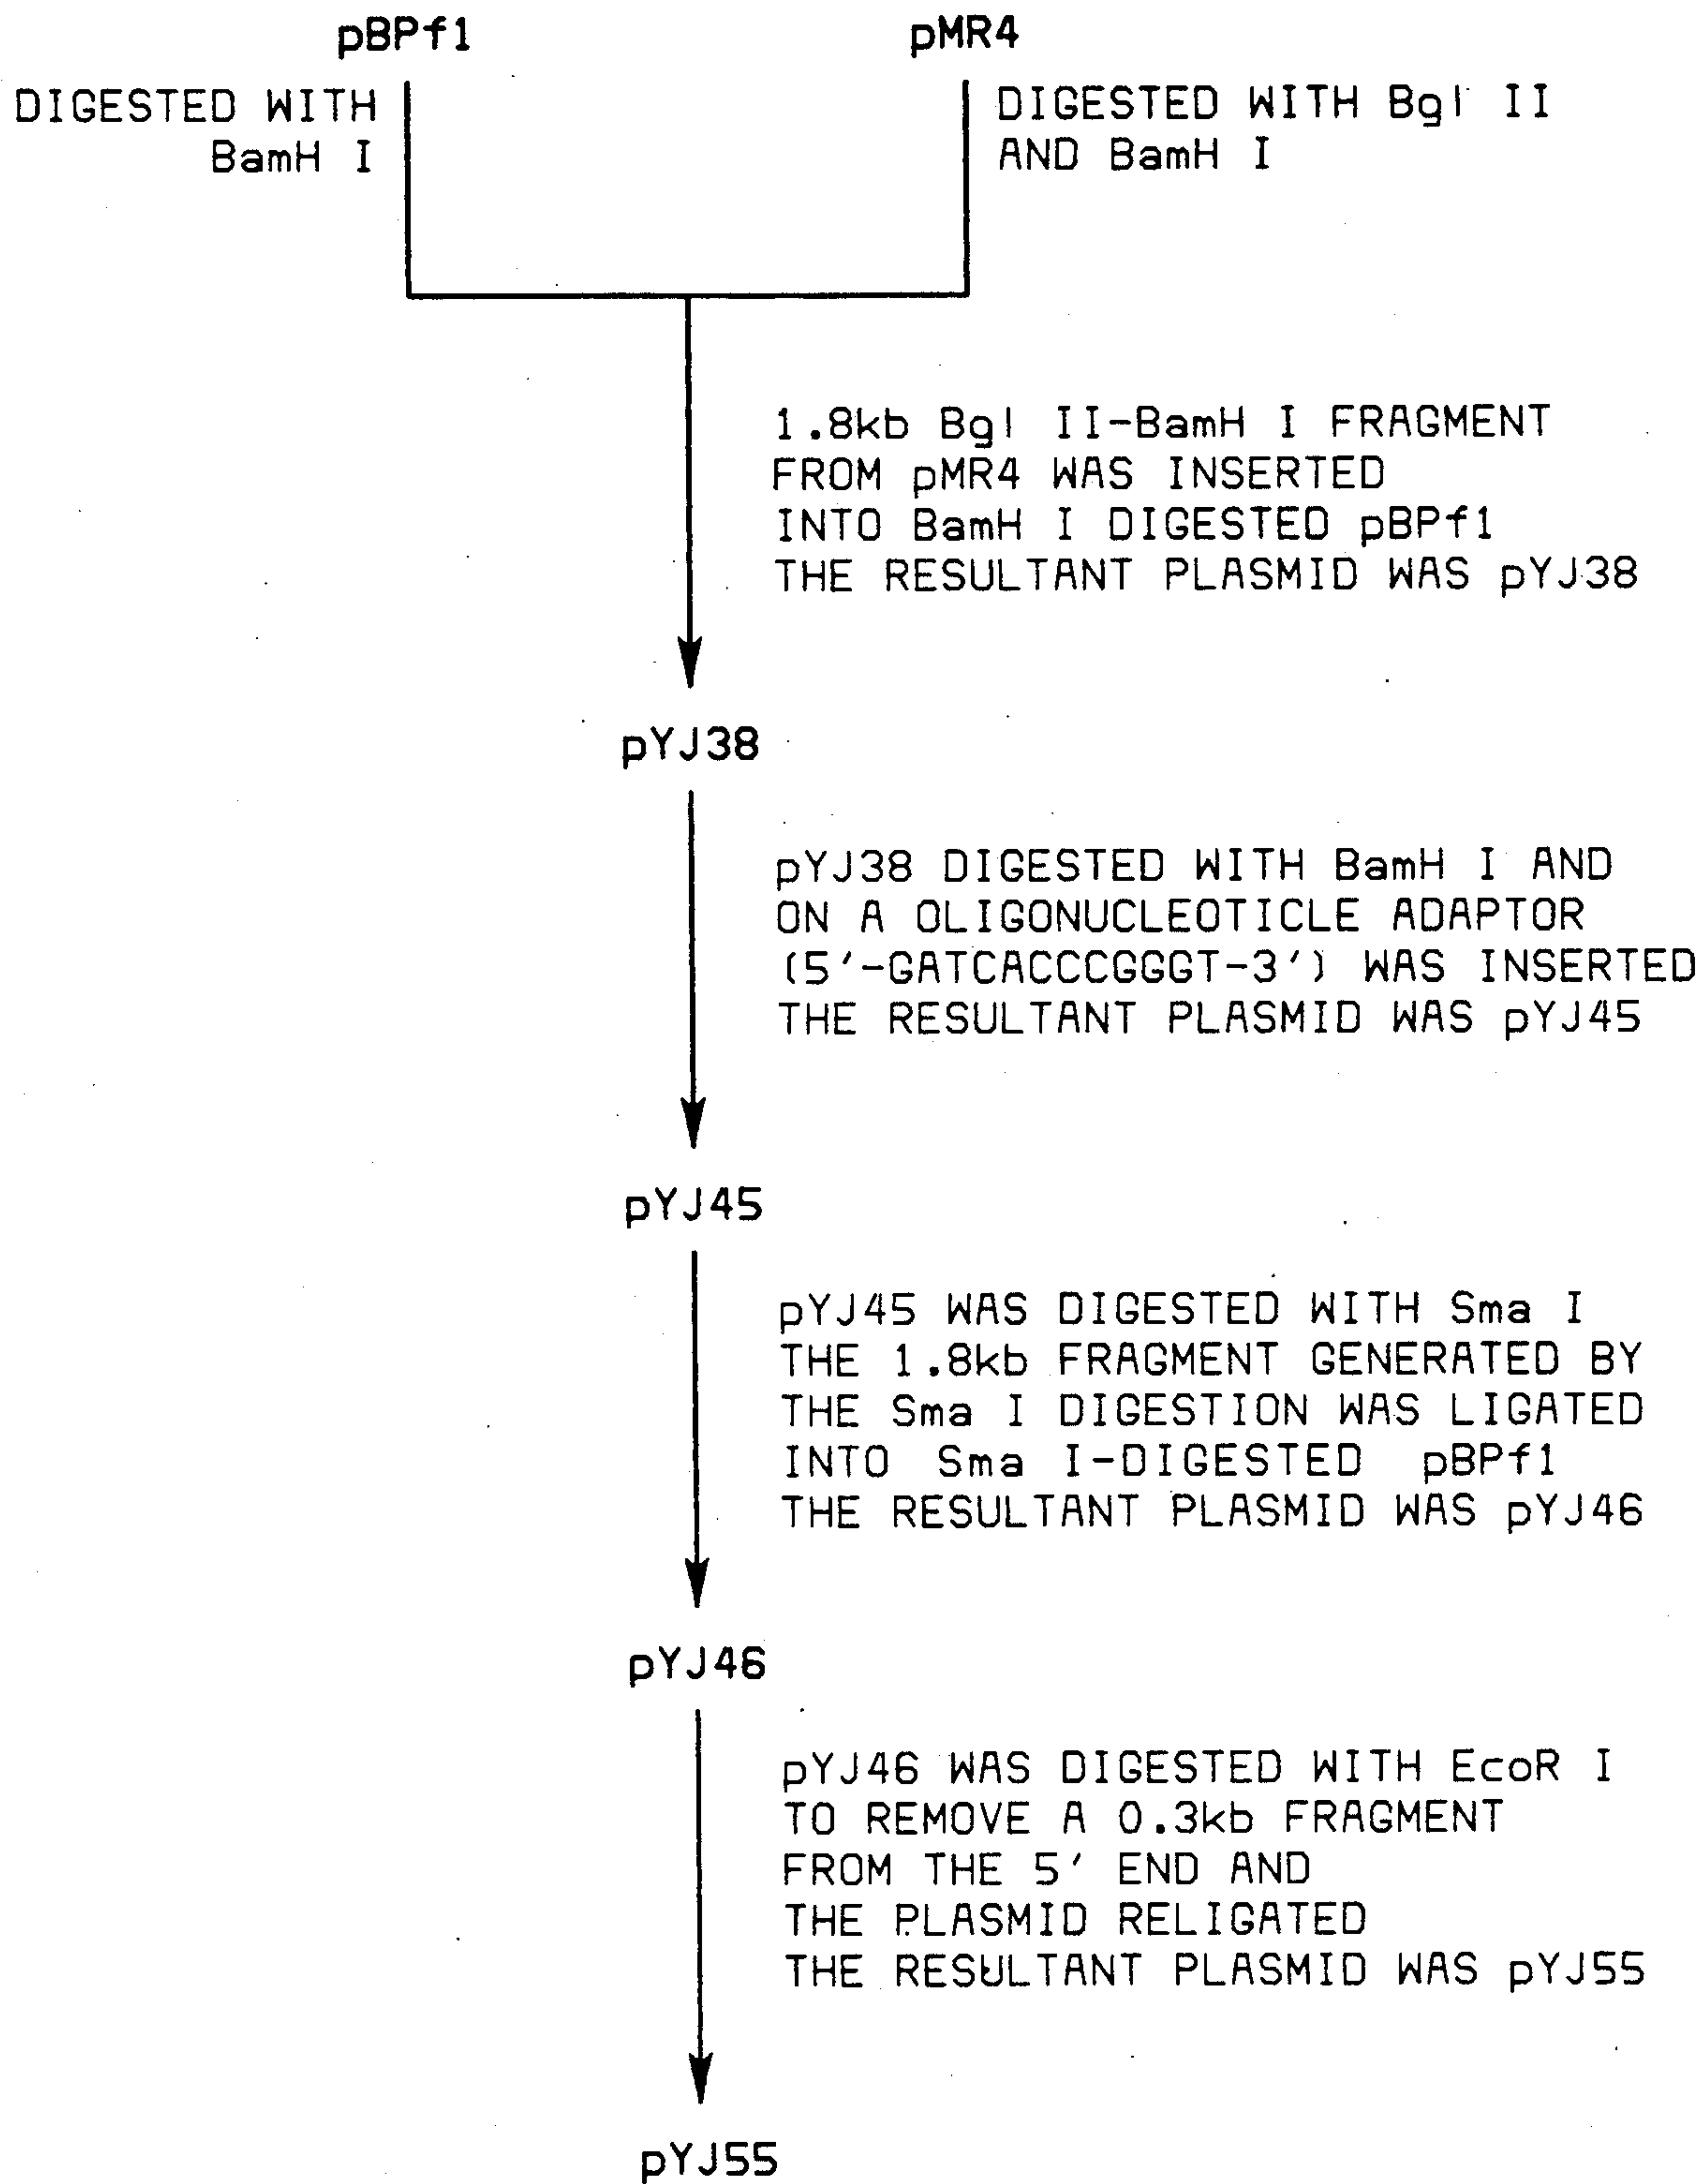 pBPf1
pMR4
DIGESTED WITH
BamH I
DIGESTED WITH Bgl II
AND BamH I
1.8kb Bgl II-BamH I FRAGMENT
FROM pMR4 WAS INSERTED
INTO BamH I DIGESTED pBPf1
THE RESULTANT PLASMID WAS pYJ38
pYJ38
pYJ38 DIGESTED WITH BamH I AND
ON A OLIGONUCLEOTICLE ADAPTOR
(5'-GATCACCCGGGT-3') WAS INSERTED
THE RESULTANT PLASMID WAS pYJ45
pYJ45
pYJ45 WAS DIGESTED WITH Sma I
THE 1.8kb FRAGMENT GENERATED BY
THE Sma I DIGESTION WAS LIGATED
INTO Sma I-DIGESTED pBPf1
THE RESULTANT PLASMID WAS pYJ46
pYJ46
pYJ46 WAS DIGESTED WITH EcoR I
TO REMOVE A 0.3kb FRAGMENT
FROM THE 5' END AND
THE PLASMID RELIGATED
THE RESULTANT PLASMID WAS pYJ55
pYJ55